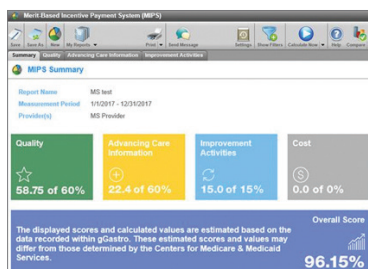 Merit-Based Incentive Payment System (MIPS)
Save Save As New My Reports Print Send Message Settings Show Filters Calculate Now Help Compare
Summary Quality Advancing Care Information Improvement Activities
MIPS Summary
Report Name MS test
Measurement Period 1/1/2017 - 12/31/2017
Provider(s) MS Provider
Quality
58.75 of 60%
Advancing Care Information
22.4 of 60%
Improvement Activities
15.0 of 15%
Cost
0.0 of 0%
The displayed scores and calculated values are estimated based on the
data recorded within gGastro. These estimated scores and values may
differ from those determined by the Centers for Medicare & Medicaid
Services.
Overall Score
96.15%